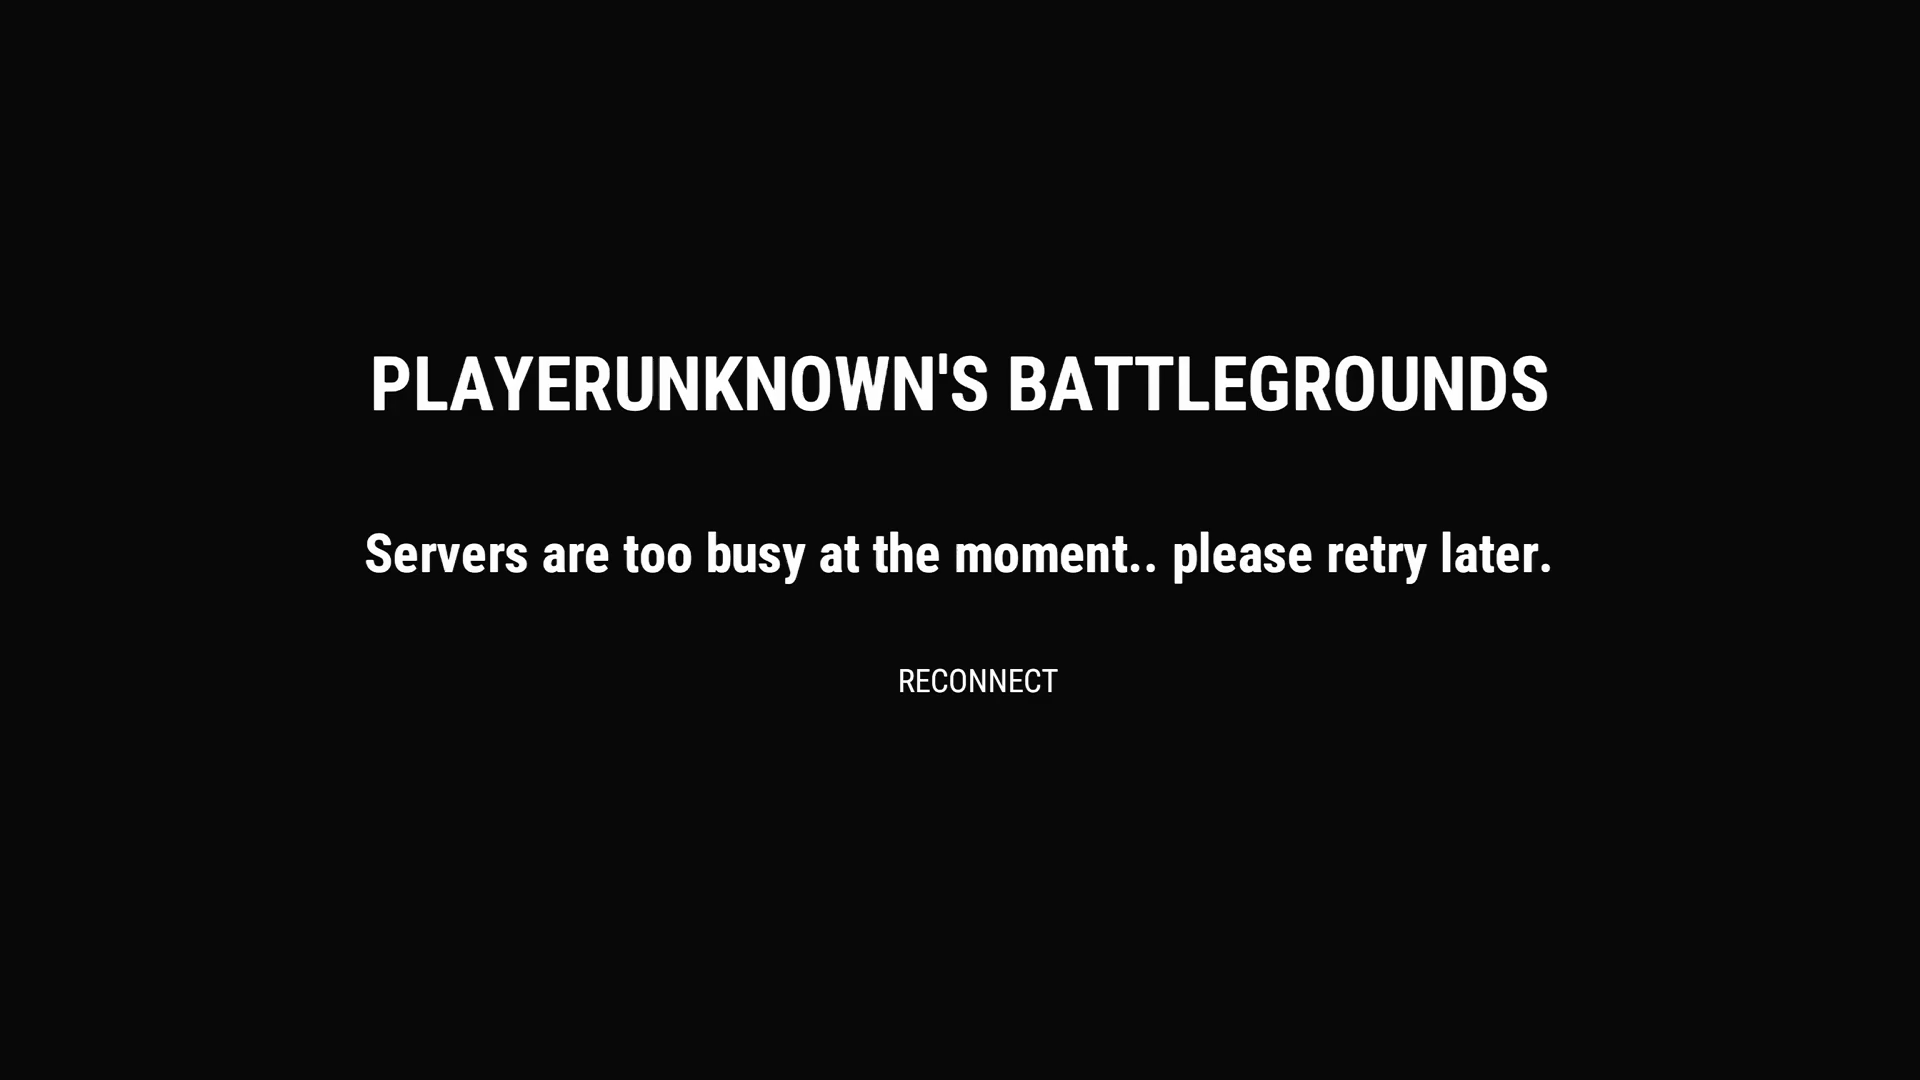 PLAYERUNKNOWN'S BATTLEGROUNDS
Servers are too busy at the moment.. please retry later.
RECONNECT